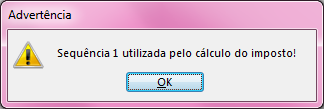 Advertência
Sequência 1 utilizada pelo cálculo do imposto!
OK